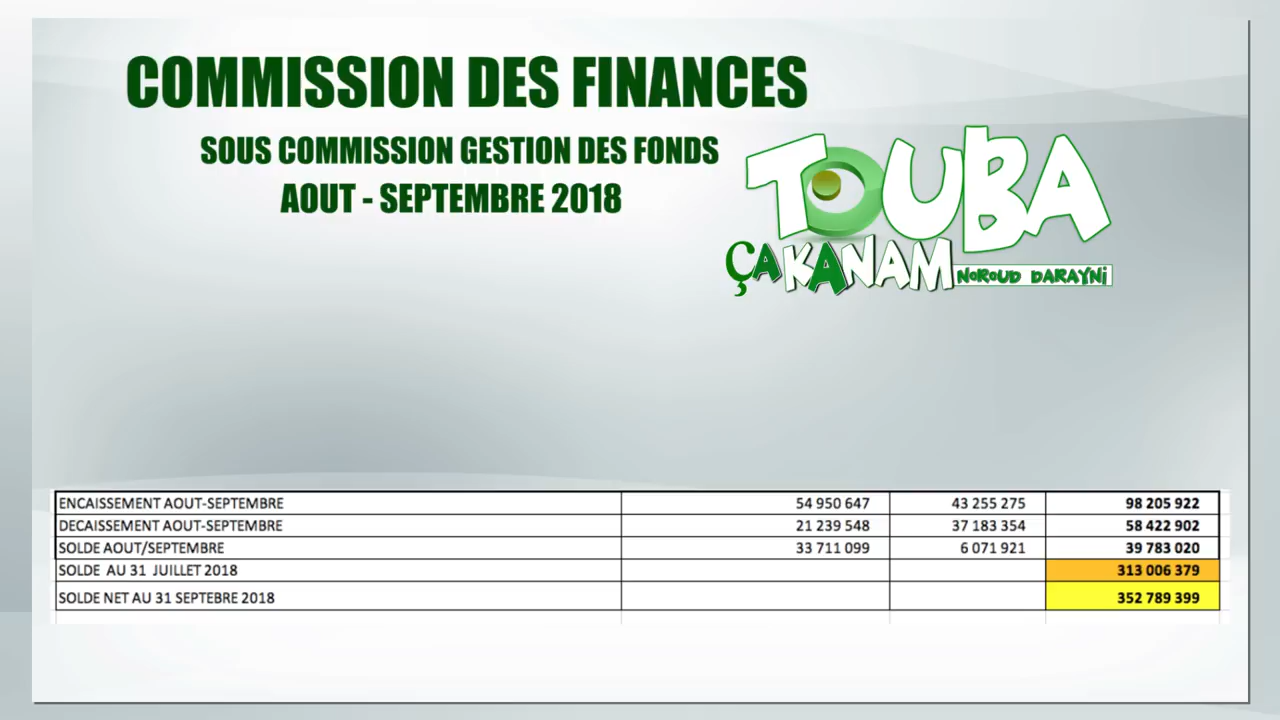 COMMISSION DES FINANCES
SOUS COMMISSION GESTION DES FONDS
AOUT - SEPTEMBRE 2018
TOUBA
ÇAKANAM NOROUD DARAYNi
ENCAISSEMENT AOUT-SEPTEMBRE 54 950 647 43 255 275 98 205 922
DECAISSEMENT AOUT-SEPTEMBRE 21 239 548 37 183 354 58 422 902
SOLDE AOUT/SEPTEMBRE 33 711 099 6 071 921 39 783 020
SOLDE AU 31 JUILLET 2018 313 006 379
SOLDE NET AU 31 SEPTEBRE 2018 352 789 399